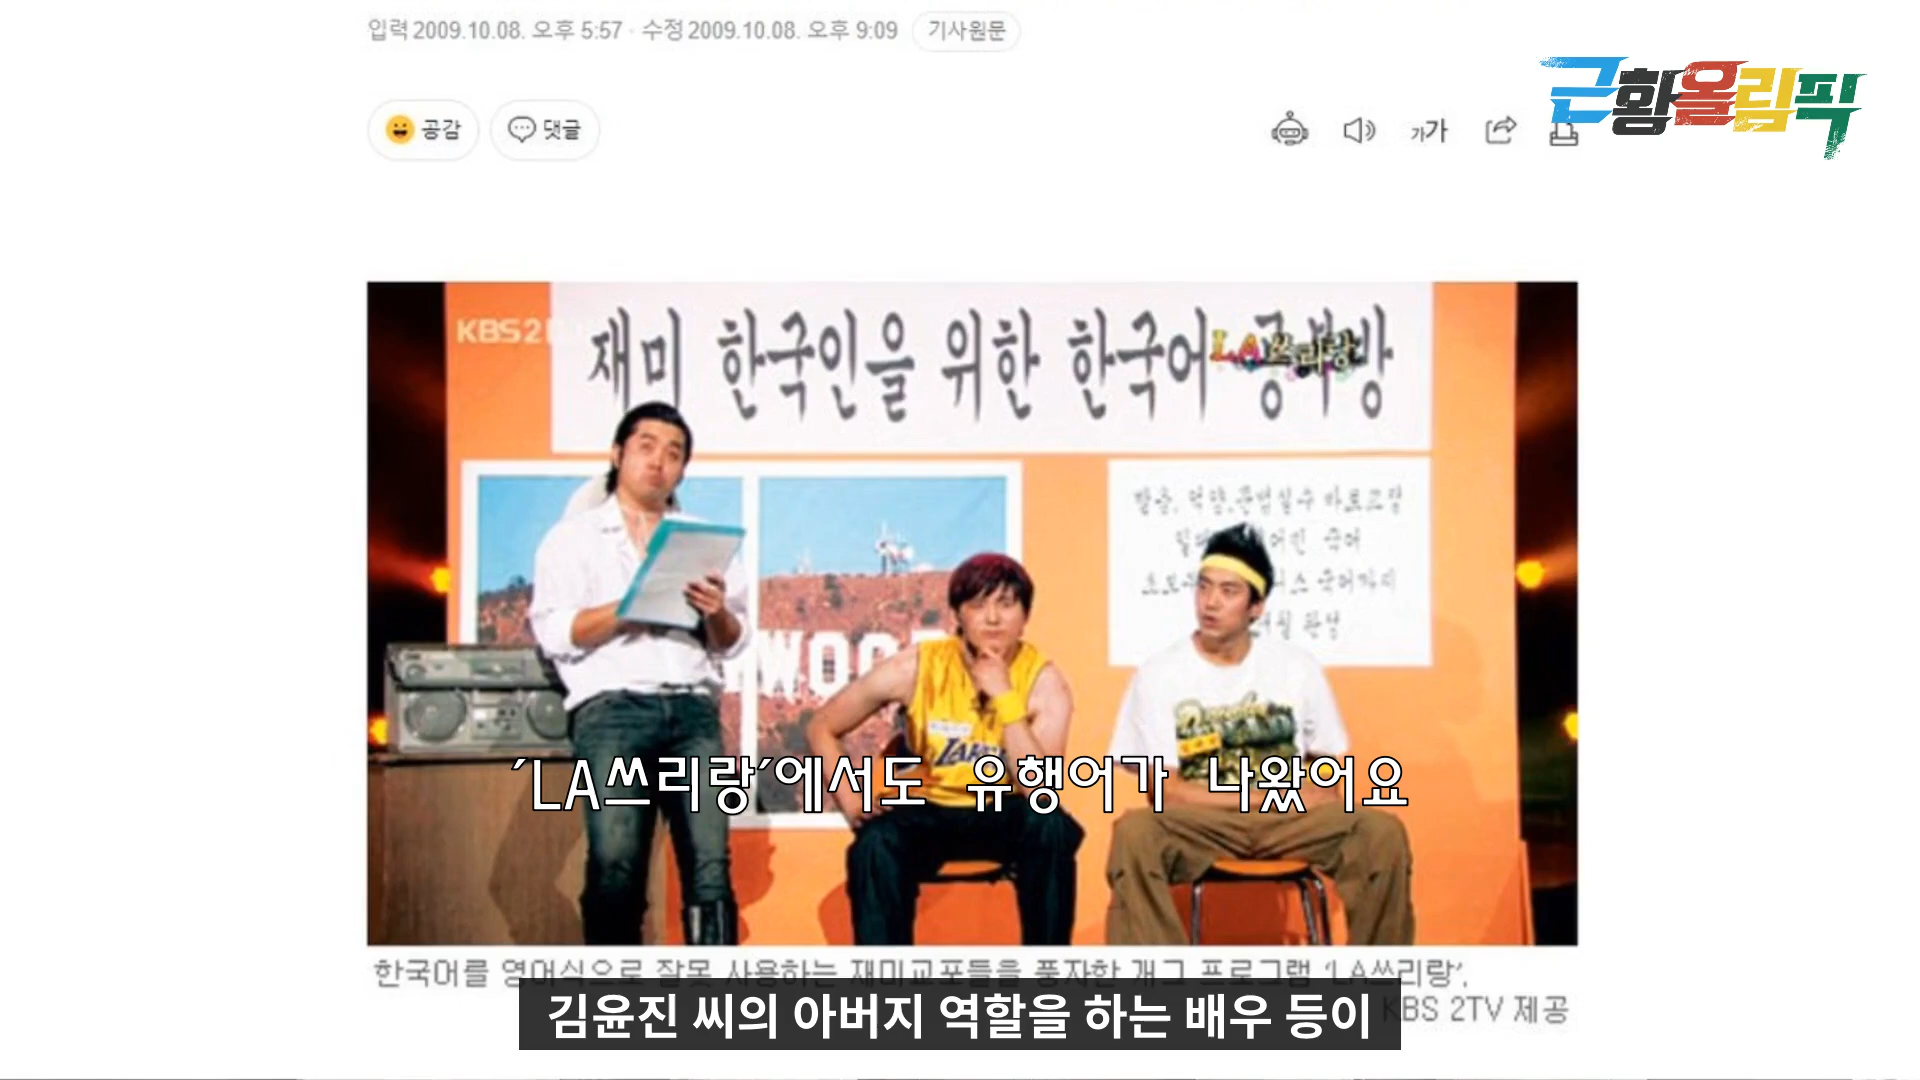 입력 2009.10.08. 오후 5:57 · 수정 2009.10.08. 오후 9:09 기사원문
근황올림픽
공감 댓글 가가
KBS2
재미 한국인을 위한 한국어 공부방
LA쓰리랑
LAKE
'LA쓰리랑'에서도 유행어가 나왔어요
한국어를 영어식으로 잘못 사용하는 재미교포들을 풍자한 개그 프로그램 'LA쓰리랑'.
KBS 2TV 제공
김윤진 씨의 아버지 역할을 하는 배우 등이